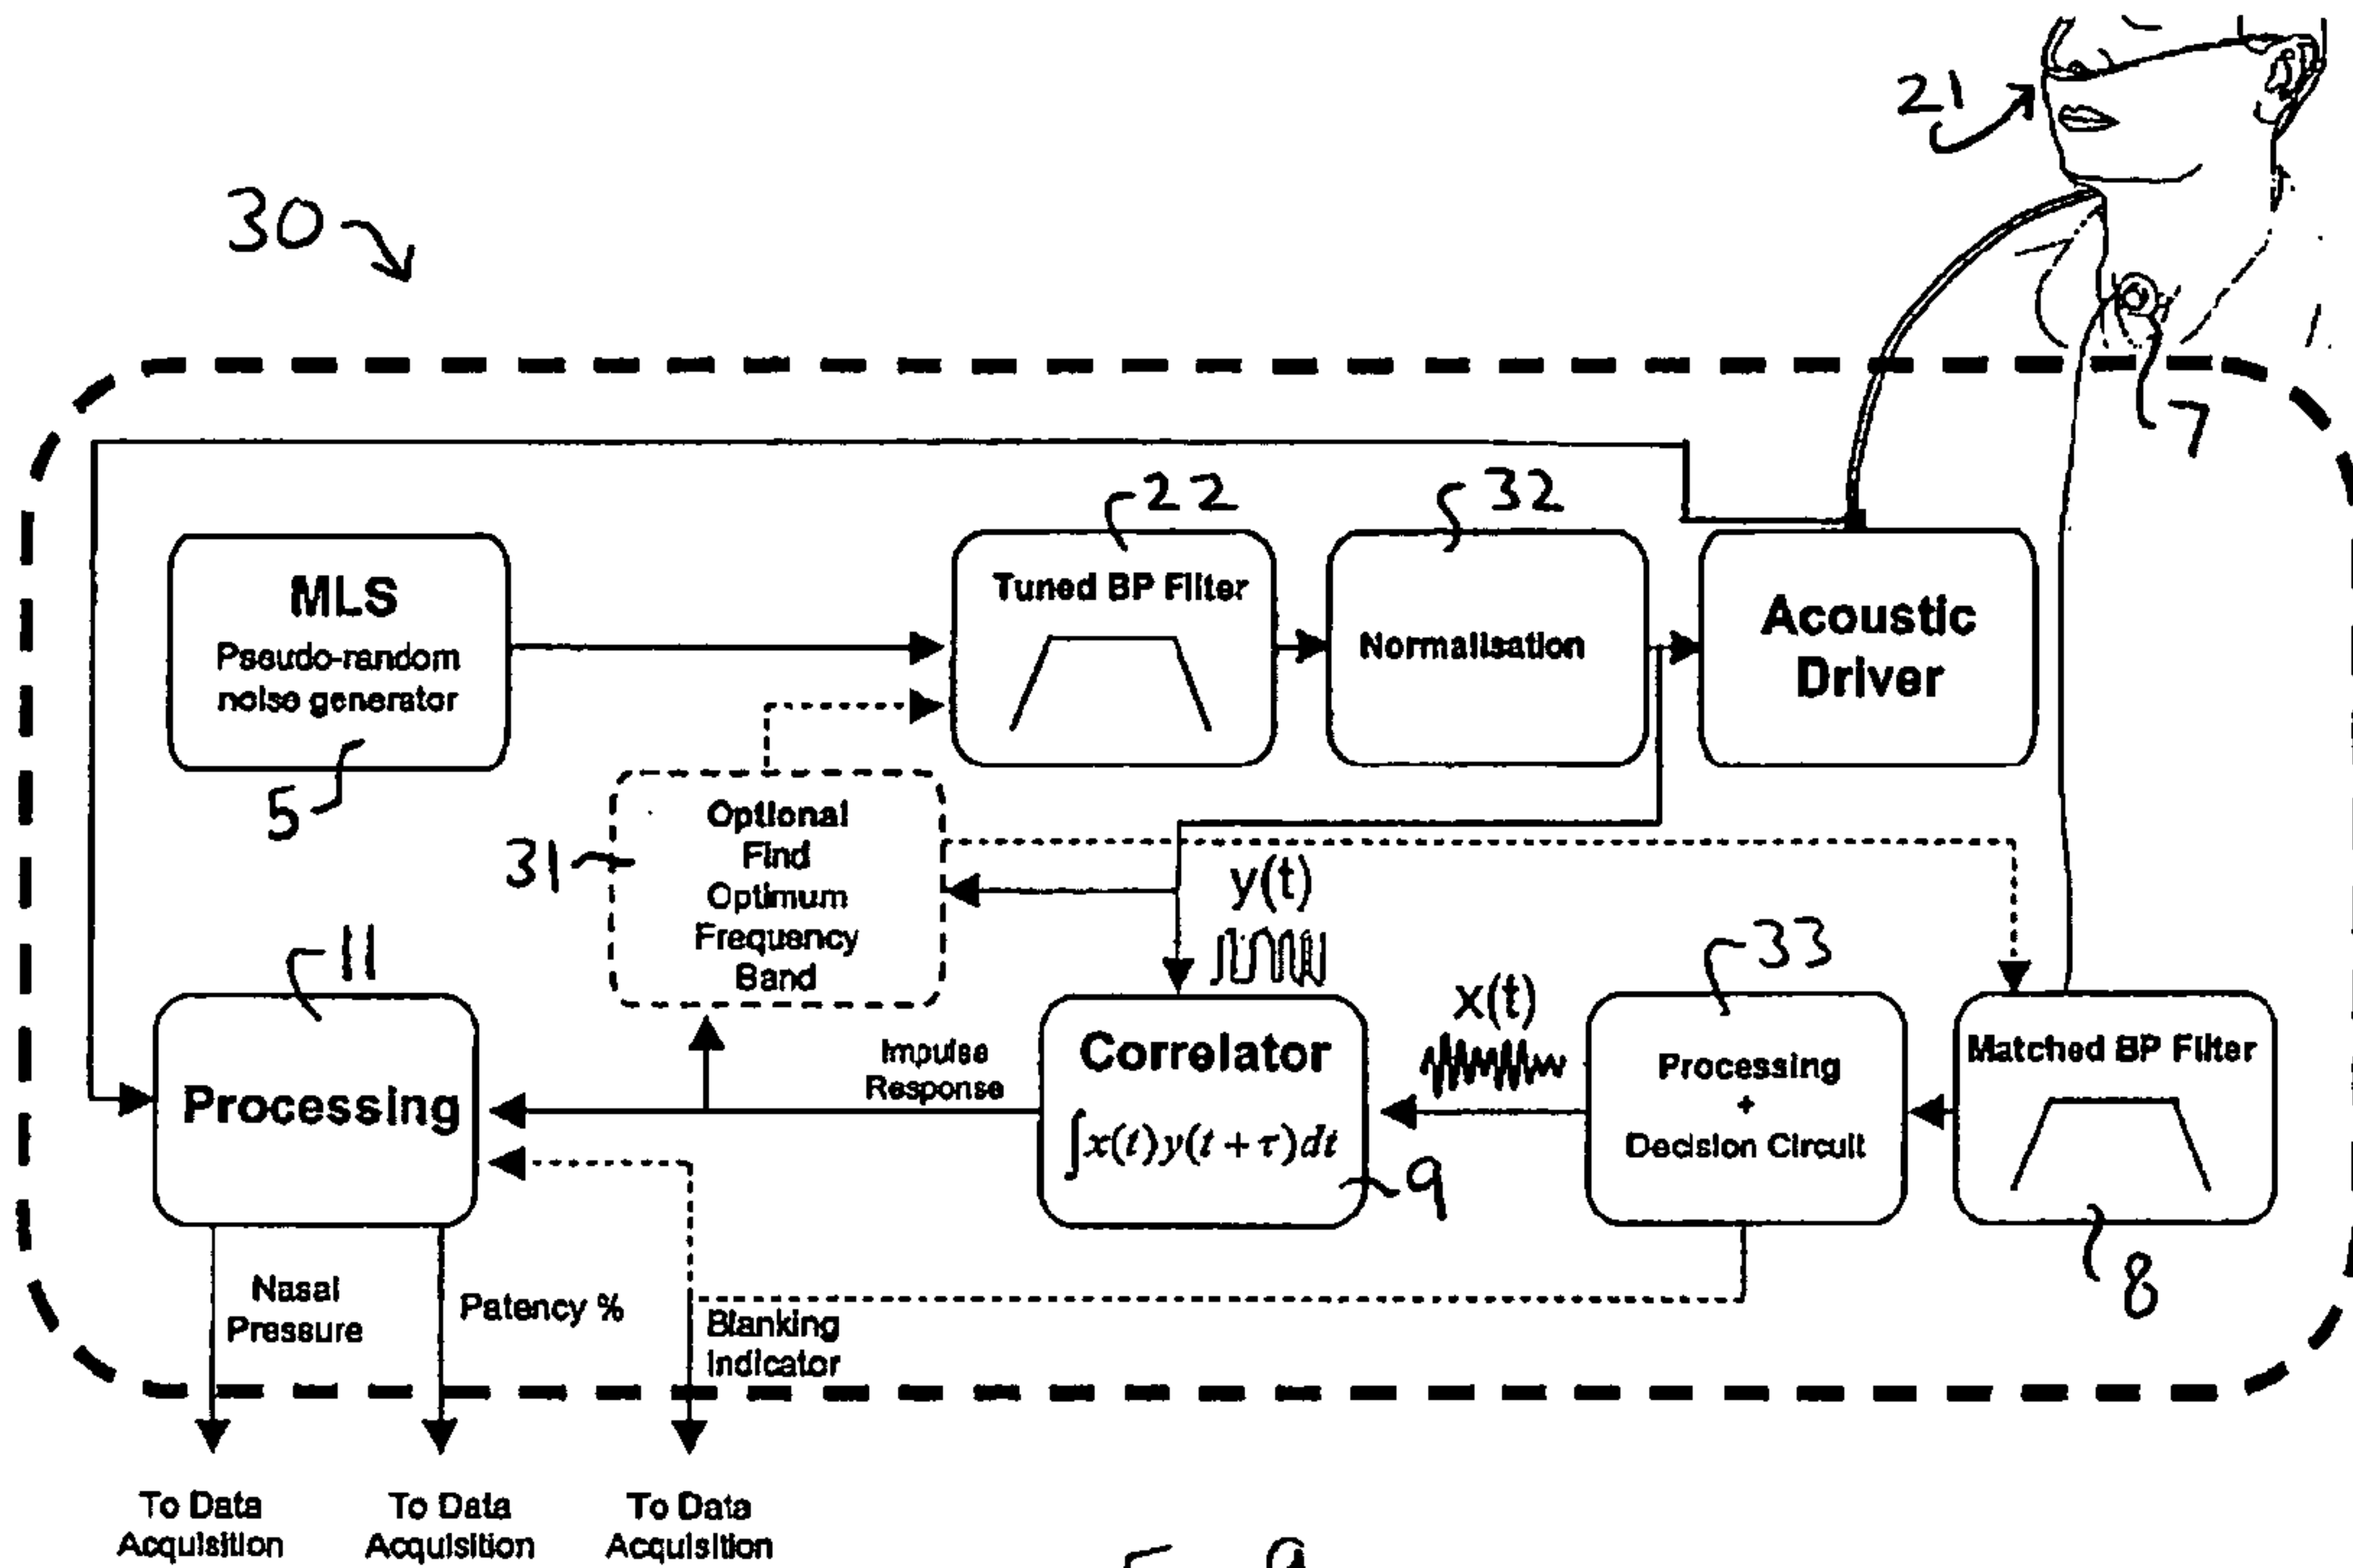 21
30
7
22
32
MLS
Pseudo-random
noise generator
5
Tuned BP Filter
Normalisation
Acoustic
Driver
31
Optional
Find
Optimum
Frequency
Band
y(t)
11
33
x(t)
Processing
Impulse
Response
Correlator
∫x(t)y(t + τ)dt
9
Processing
+
Decision Circuit
Matched BP Filter
8
Nasal
Pressure
Patency %
Blanking
Indicator
To Data
Acquisition
To Data
Acquisition
To Data
Acquisition